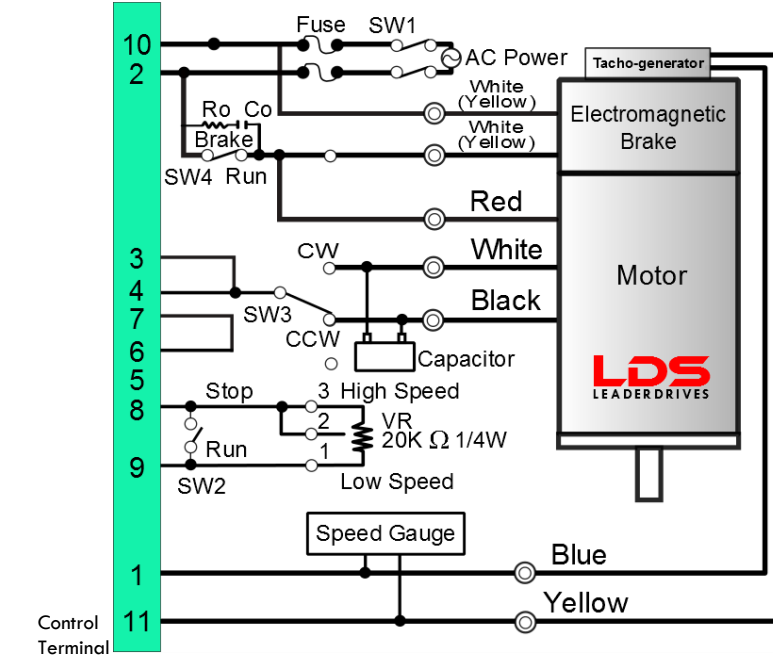 Fuse SW1
10
AC Power
2
White
(Yellow)
Tacho-generator
Ro Co
Brake
White
(Yellow)
Electromagnetic
Brake
SW4 Run
Red
CW
White
3
4
SW3
Black
Motor
7
CCW
6
Capacitor
5
LDS
LEADERDRIVES
Stop
3 High Speed
8
2
VR
20K Ω 1/4W
Run
1
9
SW2
Low Speed
Speed Gauge
Blue
1
Yellow
11
Control
Terminal